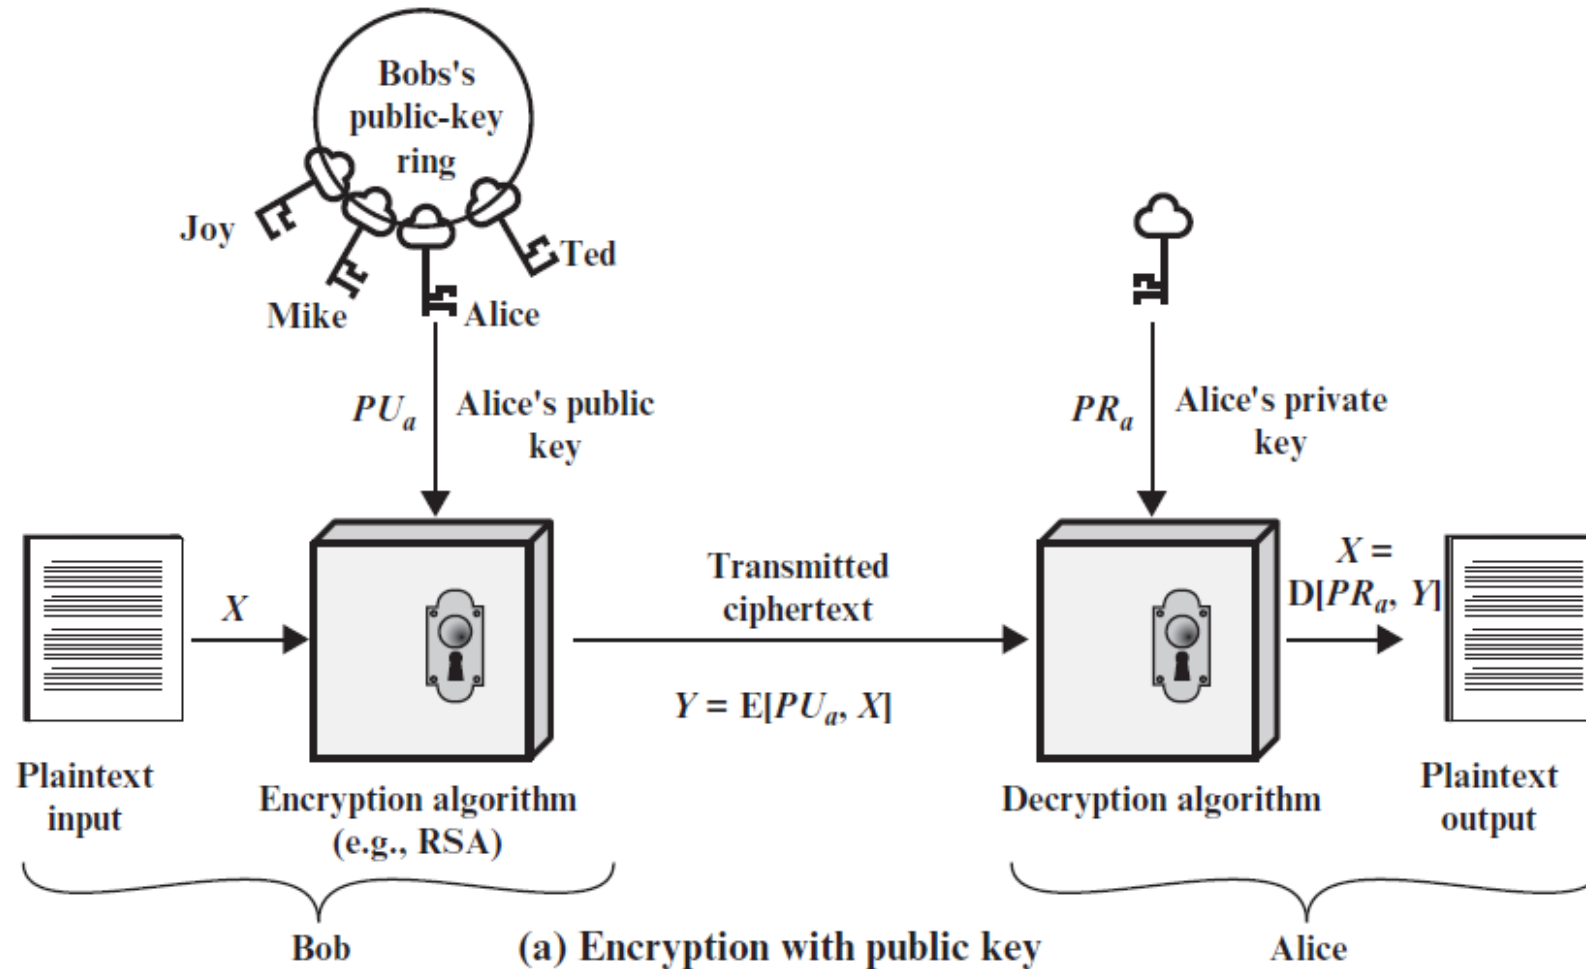 Bobs's
public-key
ring
Joy
Mike
Alice
Ted
PUa
Alice's public
key
PRa
Alice's private
key
X
Transmitted
ciphertext
Y = E[PUa, X]
X =
D[PRa, Y]
Plaintext
input
Encryption algorithm
(e.g., RSA)
Decryption algorithm
Plaintext
output
Bob
(a) Encryption with public key
Alice